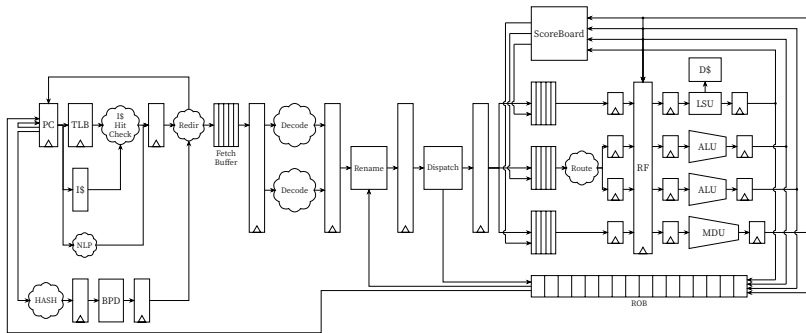 ScoreBoard
D$
PC
TLB
I$
Hit
Check
Redir
Decode
LSU
Fetch
Buffer
Rename
Dispatch
Route
RF
ALU
I$
Decode
ALU
NLP
MDU
HASH
BPD
ROB